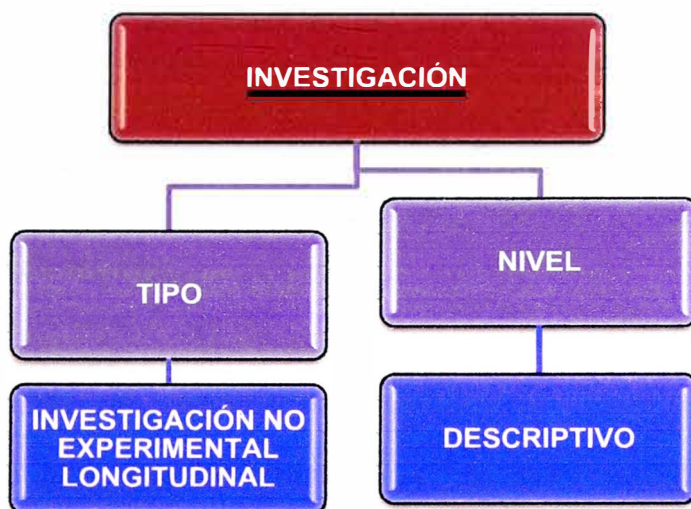 INVESTIGACIÓN
TIPO
NIVEL
INVESTIGACIÓN NO
EXPERIMENTAL
LONGITUDINAL
DESCRIPTIVO